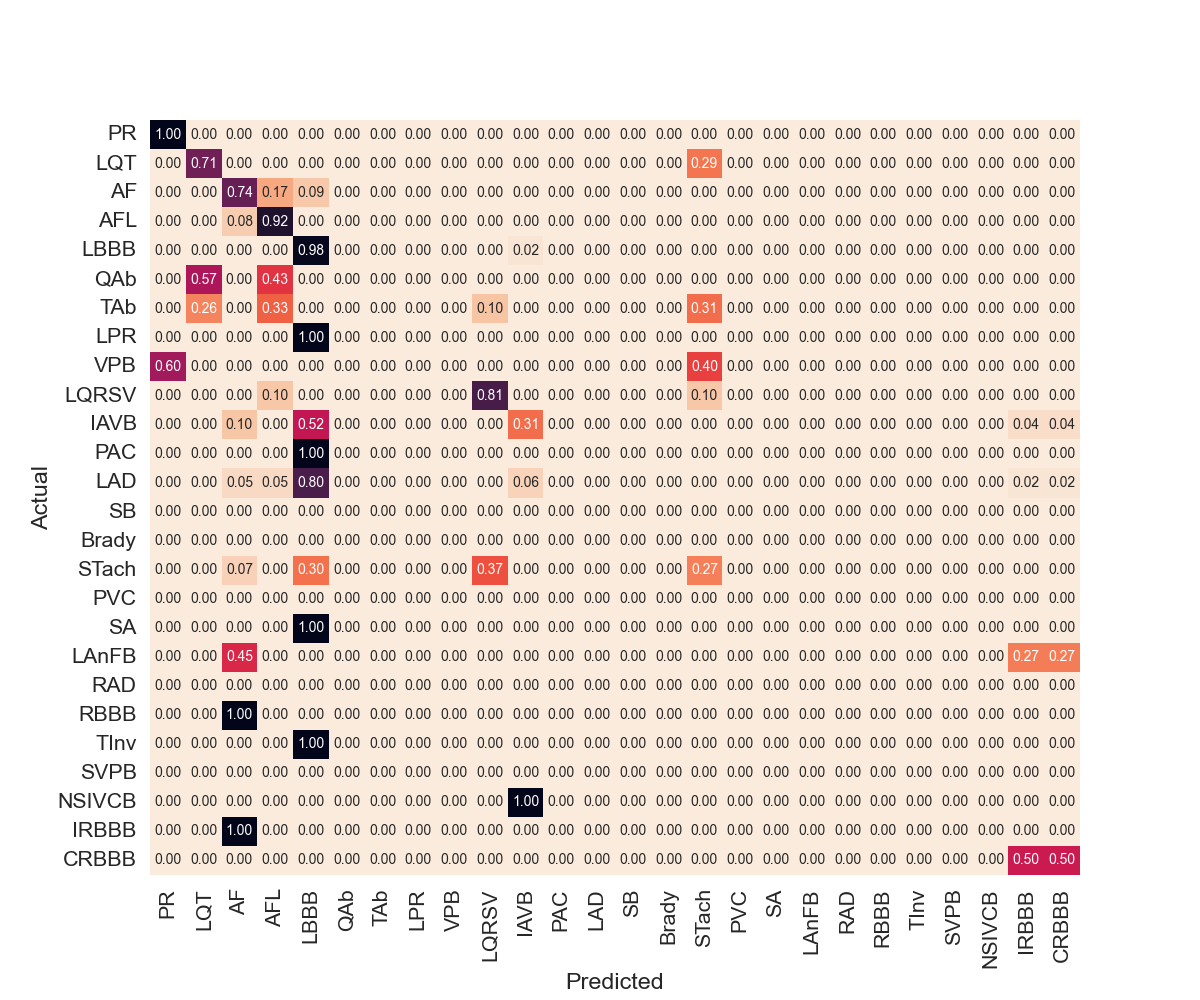 PR 1.00 0.00 0.00 0.00 0.00 0.00 0.00 0.00 0.00 0.00 0.00 0.00 0.00 0.00 0.00 0.00 0.00 0.00 0.00 0.00 0.00 0.00 0.00 0.00 0.00 0.00
LQT 0.00 0.71 0.00 0.00 0.00 0.00 0.00 0.00 0.00 0.00 0.00 0.00 0.00 0.00 0.00 0.29 0.00 0.00 0.00 0.00 0.00 0.00 0.00 0.00 0.00 0.00
AF 0.00 0.00 0.74 0.17 0.09 0.00 0.00 0.00 0.00 0.00 0.00 0.00 0.00 0.00 0.00 0.00 0.00 0.00 0.00 0.00 0.00 0.00 0.00 0.00 0.00 0.00
AFL 0.00 0.00 0.08 0.92 0.00 0.00 0.00 0.00 0.00 0.00 0.00 0.00 0.00 0.00 0.00 0.00 0.00 0.00 0.00 0.00 0.00 0.00 0.00 0.00 0.00 0.00
LBBB 0.00 0.00 0.00 0.00 0.98 0.00 0.00 0.00 0.00 0.00 0.02 0.00 0.00 0.00 0.00 0.00 0.00 0.00 0.00 0.00 0.00 0.00 0.00 0.00 0.00 0.00
QAb 0.00 0.57 0.00 0.43 0.00 0.00 0.00 0.00 0.00 0.00 0.00 0.00 0.00 0.00 0.00 0.00 0.00 0.00 0.00 0.00 0.00 0.00 0.00 0.00 0.00 0.00
TAb 0.00 0.26 0.00 0.33 0.00 0.00 0.00 0.00 0.00 0.10 0.00 0.00 0.00 0.00 0.00 0.31 0.00 0.00 0.00 0.00 0.00 0.00 0.00 0.00 0.00 0.00
LPR 0.00 0.00 0.00 0.00 1.00 0.00 0.00 0.00 0.00 0.00 0.00 0.00 0.00 0.00 0.00 0.00 0.00 0.00 0.00 0.00 0.00 0.00 0.00 0.00 0.00 0.00
VPB 0.60 0.00 0.00 0.00 0.00 0.00 0.00 0.00 0.00 0.00 0.00 0.00 0.00 0.00 0.00 0.40 0.00 0.00 0.00 0.00 0.00 0.00 0.00 0.00 0.00 0.00
LQRSV 0.00 0.00 0.00 0.10 0.00 0.00 0.00 0.00 0.00 0.81 0.00 0.00 0.00 0.00 0.00 0.10 0.00 0.00 0.00 0.00 0.00 0.00 0.00 0.00 0.00 0.00
IAVB 0.00 0.00 0.10 0.00 0.52 0.00 0.00 0.00 0.00 0.00 0.31 0.00 0.00 0.00 0.00 0.00 0.00 0.00 0.00 0.00 0.00 0.00 0.00 0.00 0.04 0.04
PAC 0.00 0.00 0.00 0.00 1.00 0.00 0.00 0.00 0.00 0.00 0.00 0.00 0.00 0.00 0.00 0.00 0.00 0.00 0.00 0.00 0.00 0.00 0.00 0.00 0.00 0.00
LAD 0.00 0.00 0.05 0.05 0.80 0.00 0.00 0.00 0.00 0.00 0.06 0.00 0.00 0.00 0.00 0.00 0.00 0.00 0.00 0.00 0.00 0.00 0.00 0.00 0.02 0.02
SB 0.00 0.00 0.00 0.00 0.00 0.00 0.00 0.00 0.00 0.00 0.00 0.00 0.00 0.00 0.00 0.00 0.00 0.00 0.00 0.00 0.00 0.00 0.00 0.00 0.00 0.00
Brady 0.00 0.00 0.00 0.00 0.00 0.00 0.00 0.00 0.00 0.00 0.00 0.00 0.00 0.00 0.00 0.00 0.00 0.00 0.00 0.00 0.00 0.00 0.00 0.00 0.00 0.00
STach 0.00 0.00 0.07 0.00 0.30 0.00 0.00 0.00 0.00 0.37 0.00 0.00 0.00 0.00 0.00 0.27 0.00 0.00 0.00 0.00 0.00 0.00 0.00 0.00 0.00 0.00
PVC 0.00 0.00 0.00 0.00 0.00 0.00 0.00 0.00 0.00 0.00 0.00 0.00 0.00 0.00 0.00 0.00 0.00 0.00 0.00 0.00 0.00 0.00 0.00 0.00 0.00 0.00
SA 0.00 0.00 0.00 0.00 1.00 0.00 0.00 0.00 0.00 0.00 0.00 0.00 0.00 0.00 0.00 0.00 0.00 0.00 0.00 0.00 0.00 0.00 0.00 0.00 0.00 0.00
LAnFB 0.00 0.00 0.45 0.00 0.00 0.00 0.00 0.00 0.00 0.00 0.00 0.00 0.00 0.00 0.00 0.00 0.00 0.00 0.00 0.00 0.00 0.00 0.00 0.00 0.27 0.27
RAD 0.00 0.00 0.00 0.00 0.00 0.00 0.00 0.00 0.00 0.00 0.00 0.00 0.00 0.00 0.00 0.00 0.00 0.00 0.00 0.00 0.00 0.00 0.00 0.00 0.00 0.00
RBBB 0.00 0.00 1.00 0.00 0.00 0.00 0.00 0.00 0.00 0.00 0.00 0.00 0.00 0.00 0.00 0.00 0.00 0.00 0.00 0.00 0.00 0.00 0.00 0.00 0.00 0.00
TInv 0.00 0.00 0.00 0.00 1.00 0.00 0.00 0.00 0.00 0.00 0.00 0.00 0.00 0.00 0.00 0.00 0.00 0.00 0.00 0.00 0.00 0.00 0.00 0.00 0.00 0.00
SVPB 0.00 0.00 0.00 0.00 0.00 0.00 0.00 0.00 0.00 0.00 0.00 0.00 0.00 0.00 0.00 0.00 0.00 0.00 0.00 0.00 0.00 0.00 0.00 0.00 0.00 0.00
NSIVCB 0.00 0.00 0.00 0.00 0.00 0.00 0.00 0.00 0.00 0.00 1.00 0.00 0.00 0.00 0.00 0.00 0.00 0.00 0.00 0.00 0.00 0.00 0.00 0.00 0.00 0.00
IRBBB 0.00 0.00 1.00 0.00 0.00 0.00 0.00 0.00 0.00 0.00 0.00 0.00 0.00 0.00 0.00 0.00 0.00 0.00 0.00 0.00 0.00 0.00 0.00 0.00 0.00 0.00
CRBBB 0.00 0.00 0.00 0.00 0.00 0.00 0.00 0.00 0.00 0.00 0.00 0.00 0.00 0.00 0.00 0.00 0.00 0.00 0.00 0.00 0.00 0.00 0.00 0.00 0.50 0.50
Actual
PR LQT AF AFL LBBB QAb TAb LPR VPB LQRSV IAVB PAC LAD SB Brady STach PVC SA LAnFB RAD RBBB TInv SVPB NSIVCB IRBBB CRBBB
Predicted